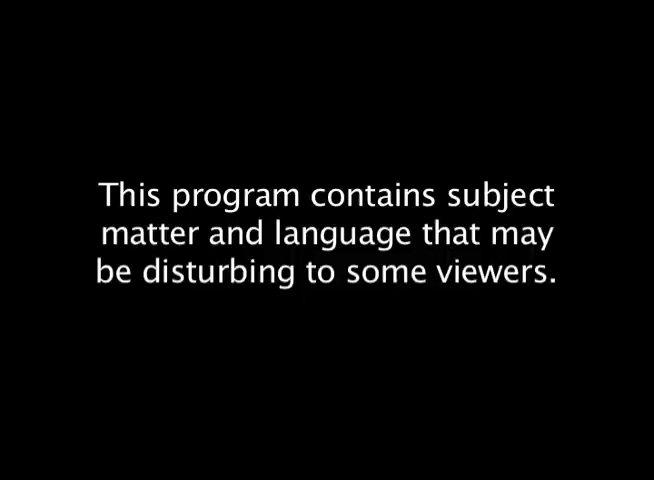 This program contains subject
matter and language that may
be disturbing to some viewers.